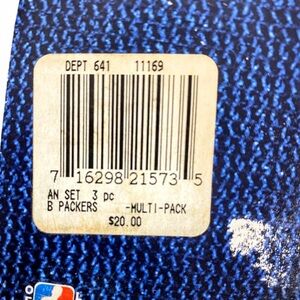 DEPT 641 11169
7 16298 21573 5
AN SET 3 pc
B PACKERS -MULTI-PACK
$20.00